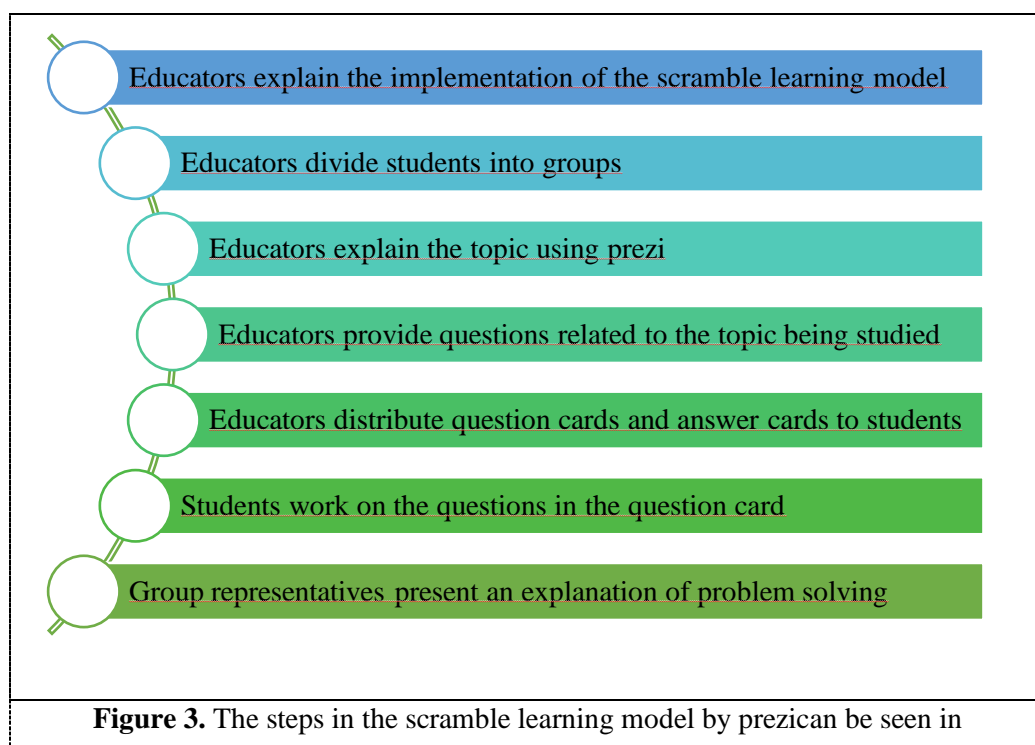 Educators explain the implementation of the scramble learning model
Educators divide students into groups
Educators explain the topic using prezi
Educators provide questions related to the topic being studied
Educators distribute question cards and answer cards to students
Students work on the questions in the question card
Group representatives present an explanation of problem solving
Figure 3. The steps in the scramble learning model by prezican be seen in